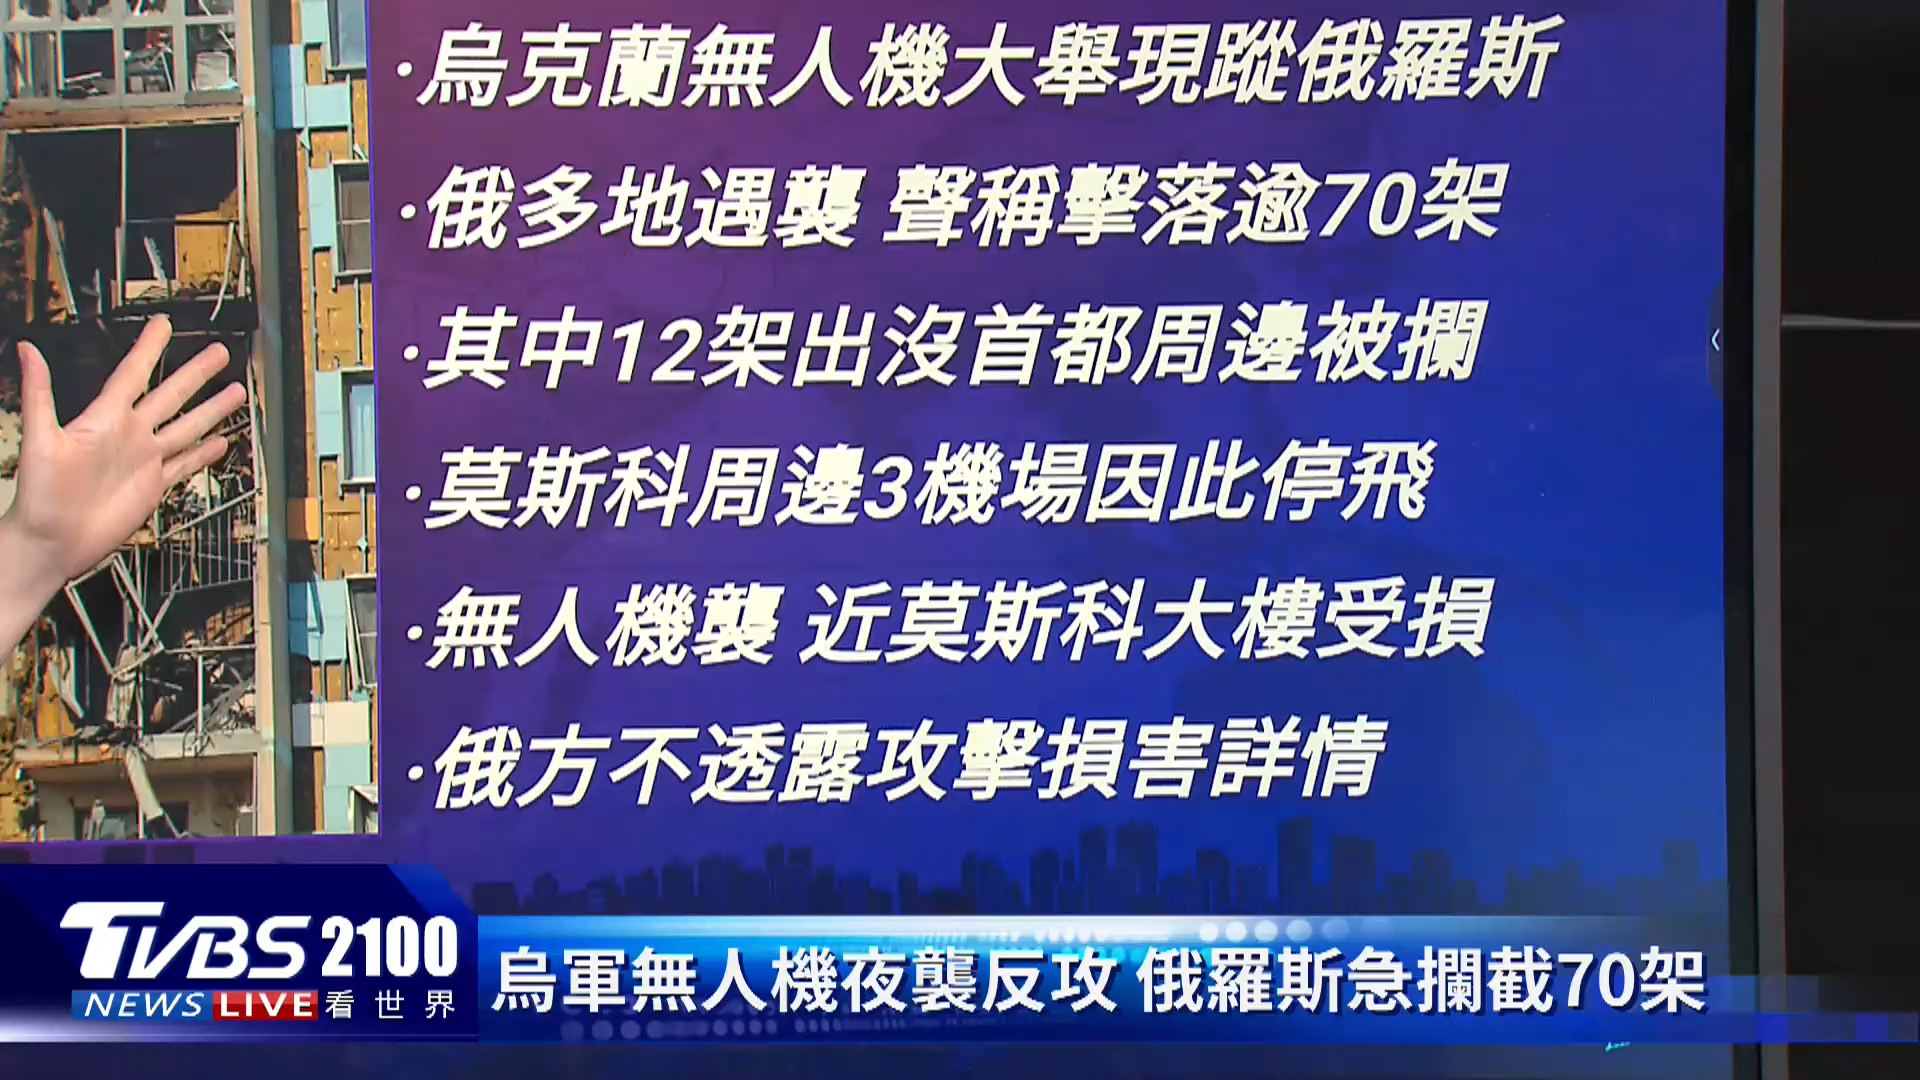 ·烏克蘭無人機大舉現蹤俄羅斯
·俄多地遇襲 聲稱擊落逾70架
·其中12架出沒首都周邊被攔
·莫斯科周邊3機場因此停飛
·無人機襲 近莫斯科大樓受損
·俄方不透露攻擊損害詳情
TVBS 2100
NEWS LIVE 看世界
烏軍無人機夜襲反攻 俄羅斯急攔截70架